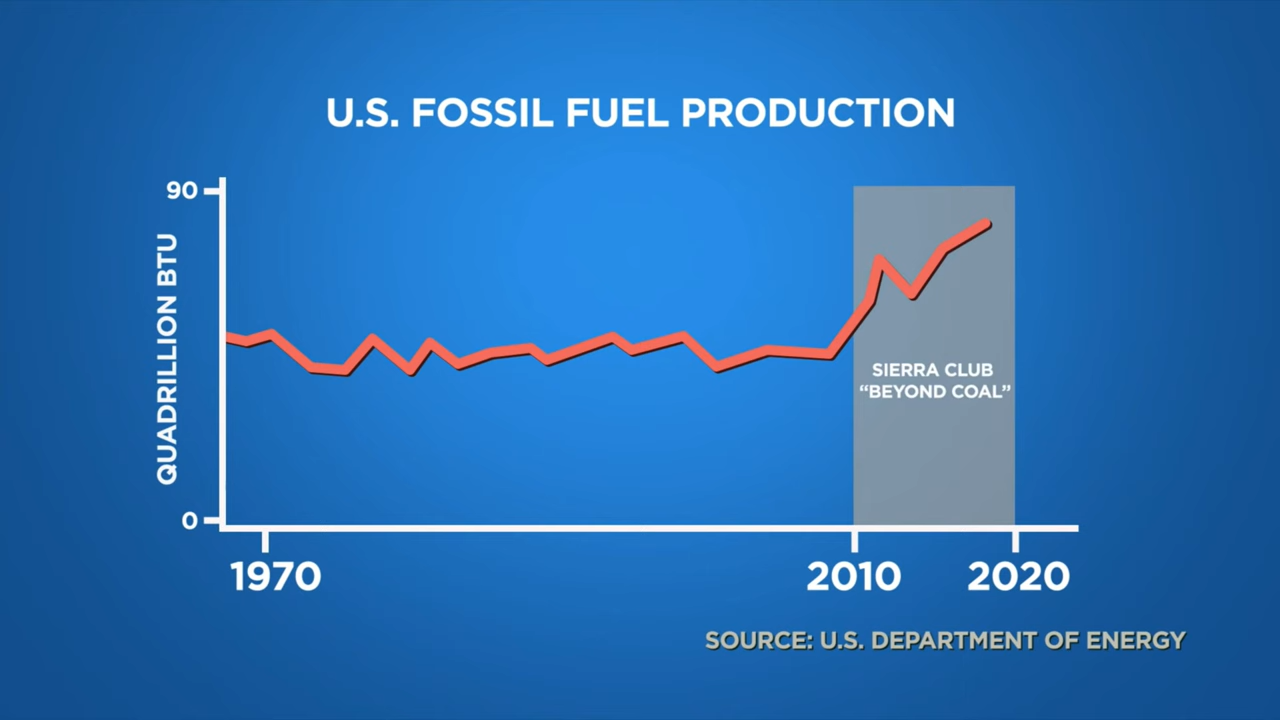 U.S. FOSSIL FUEL PRODUCTION
90
QUADRILLION BTU
0
SIERRA CLUB
“BEYOND COAL”
1970
2010
2020
SOURCE: U.S. DEPARTMENT OF ENERGY